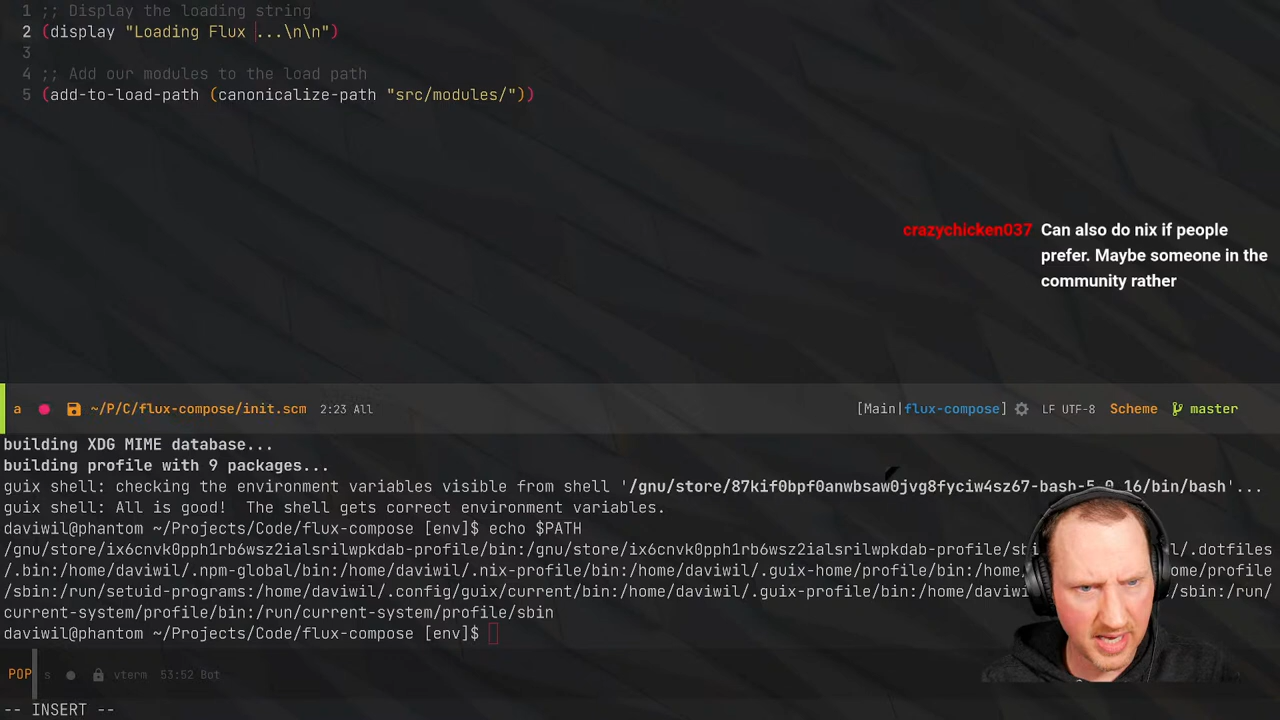 1 ;; Display the loading string
2 (display "Loading Flux ...\n\n")
3
4 ;; Add our modules to the load path
5 (add-to-load-path (canonicalize-path "src/modules/"))
crazychicken037 Can also do nix if people
prefer. Maybe someone in the
community rather
a ~/P/C/flux-compose/init.scm 2:23 All [Main|flux-compose] LF UTF-8 Scheme master
building XDG MIME database...
building profile with 9 packages...
guix shell: checking the environment variables visible from shell '/gnu/store/87kif0bpf0anwbsaw0jvg8fyciw4sz67-bash-5.0.16/bin/bash'...
guix shell: All is good! The shell gets correct environment variables.
daviwil@phantom ~/Projects/Code/flux-compose [env]$ echo $PATH
/gnu/store/ix6cnvk0pph1rb6wsz2ialsrilwpkdab-profile/bin:/gnu/store/ix6cnvk0pph1rb6wsz2ialsrilwpkdab-profile/ l/.dotfiles
/.bin:/home/daviwil/.npm-global/bin:/home/daviwil/.nix-profile/bin:/home/daviwil/.guix-home/profile/bin:/home/ ome/profile
/sbin:/run/setuid-programs:/home/daviwil/.config/guix/current/bin:/home/daviwil/.guix-profile/bin:/home/daviwi /sbin:/run/
current-system/profile/bin:/run/current-system/profile/sbin
daviwil@phantom ~/Projects/Code/flux-compose [env]$
POP s vterm 53:52 Bot
-- INSERT --